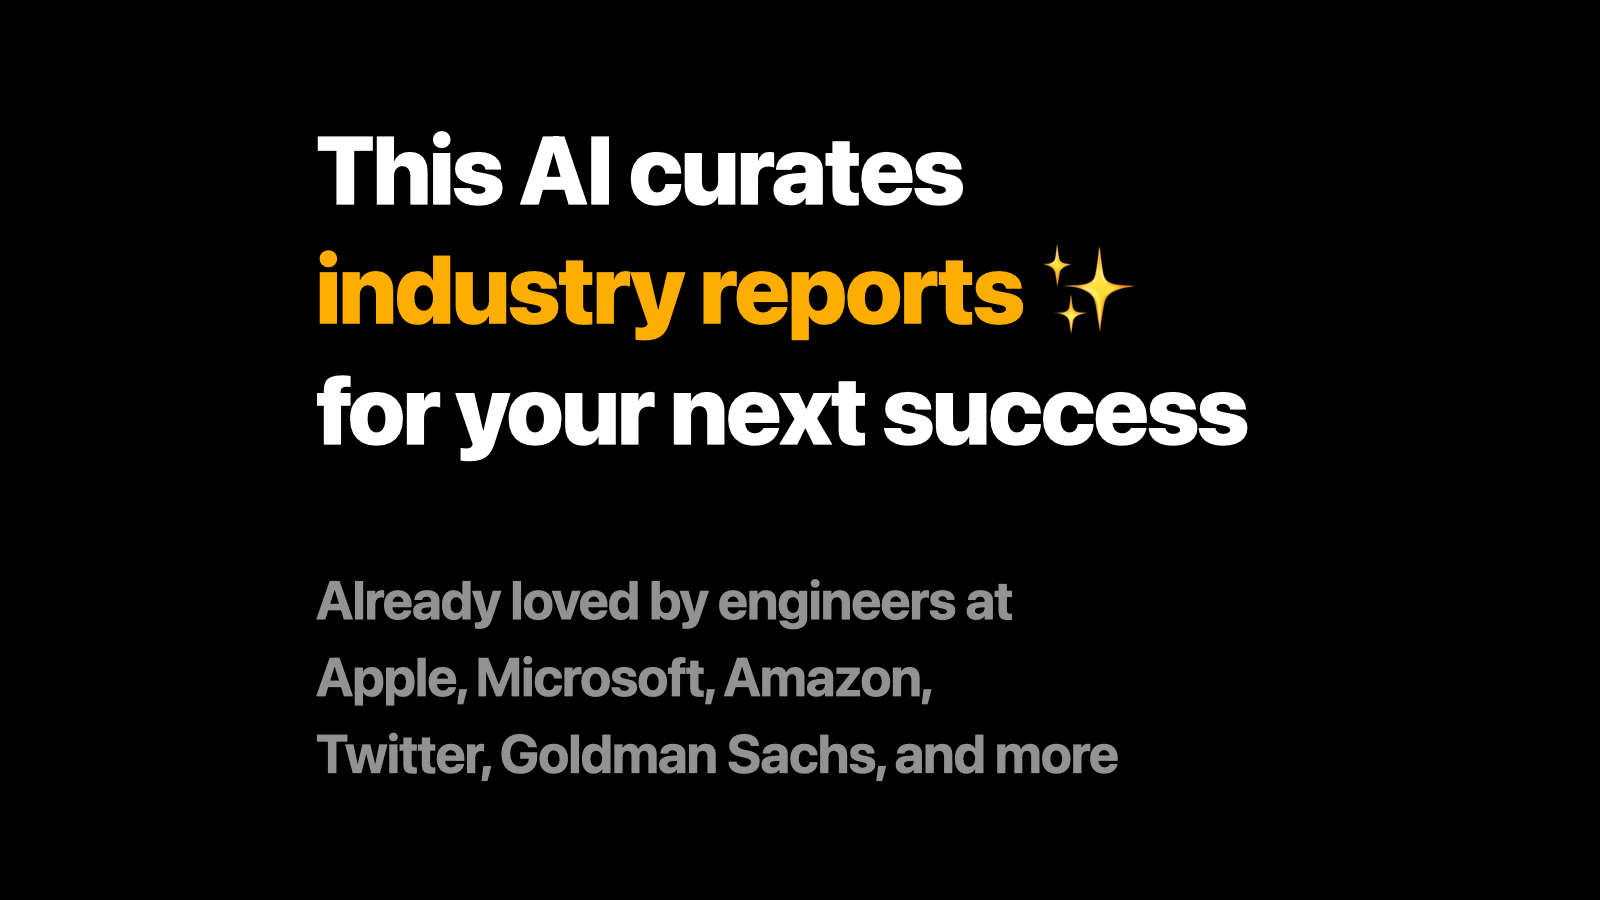 This AI curates
industry reports ✨
for your next success
Already loved by engineers at
Apple, Microsoft, Amazon,
Twitter, Goldman Sachs, and more